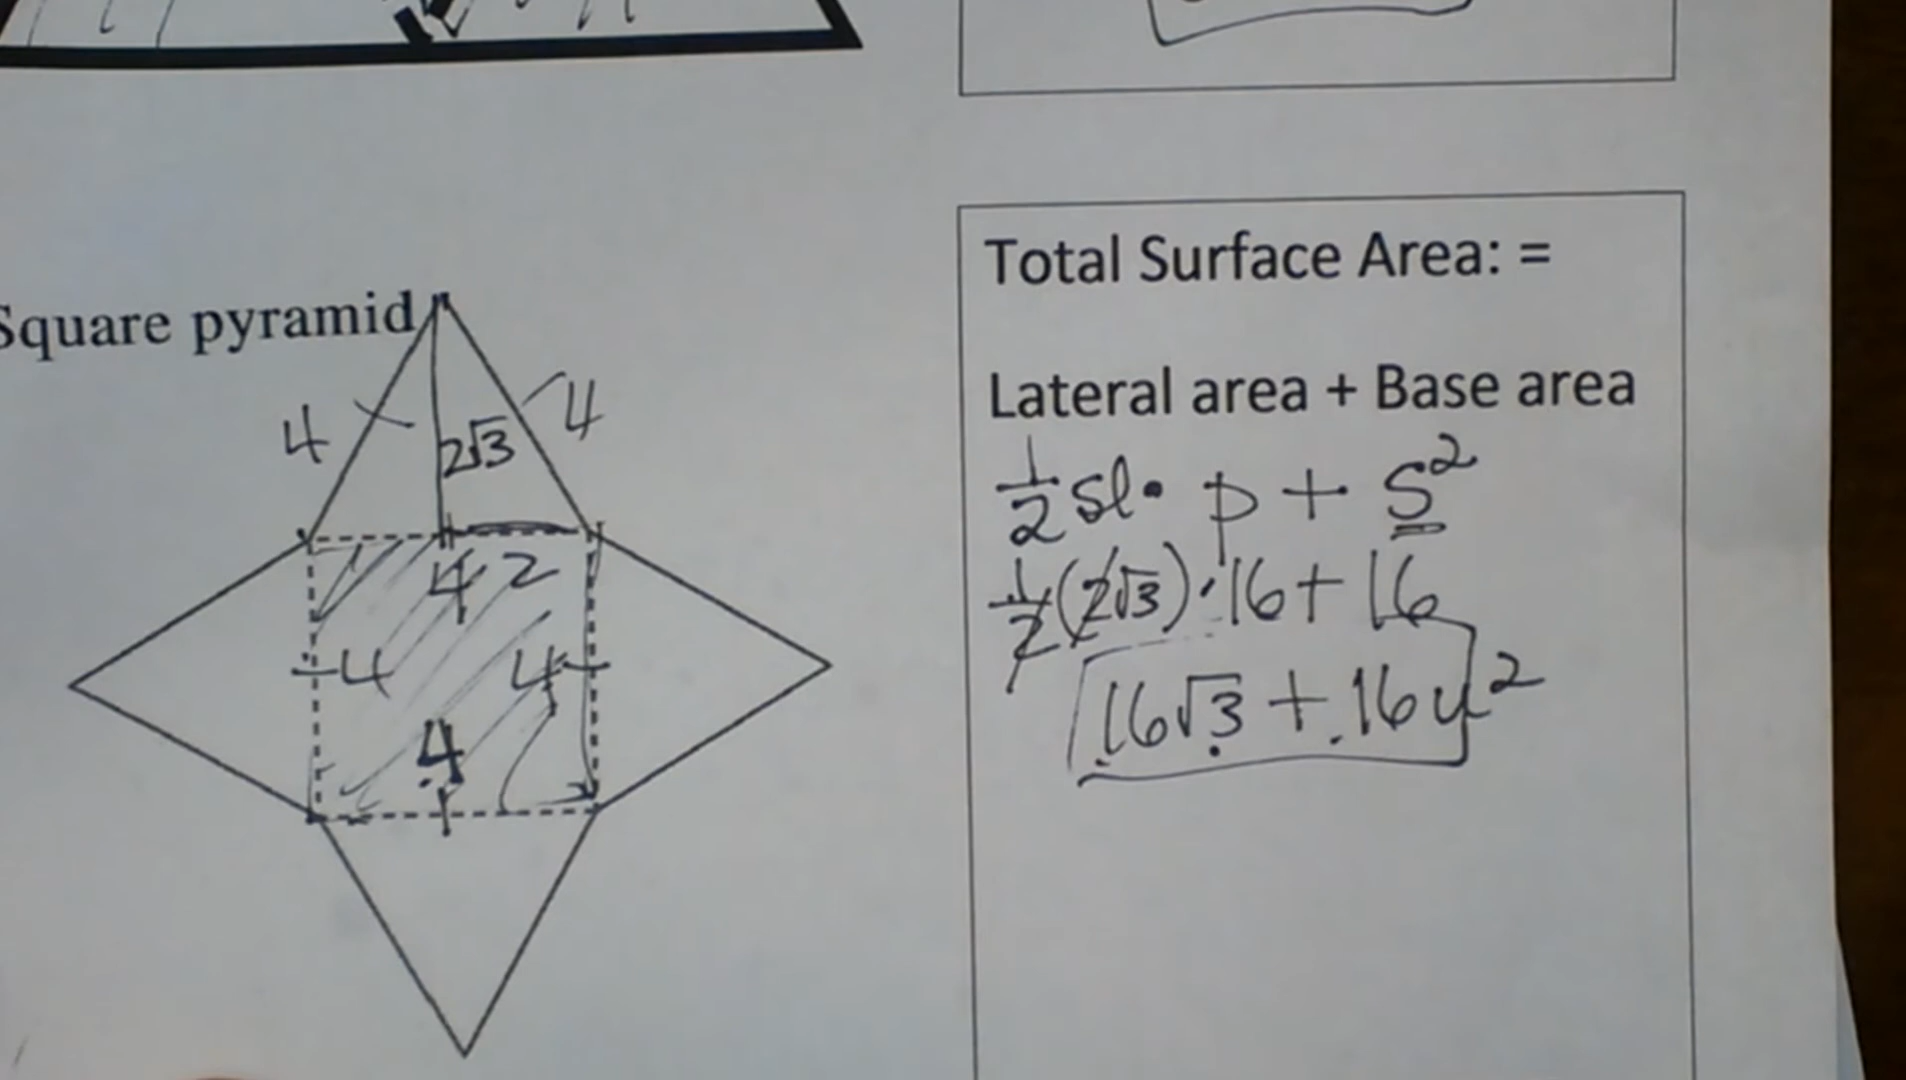 Square pyramid
4
4
2√3
4 2
4
4
4
Total Surface Area: =
Lateral area + Base area
1/2 sl · p + S²
1/2 (2√3) · 16 + 16
16√3 + 16 u²